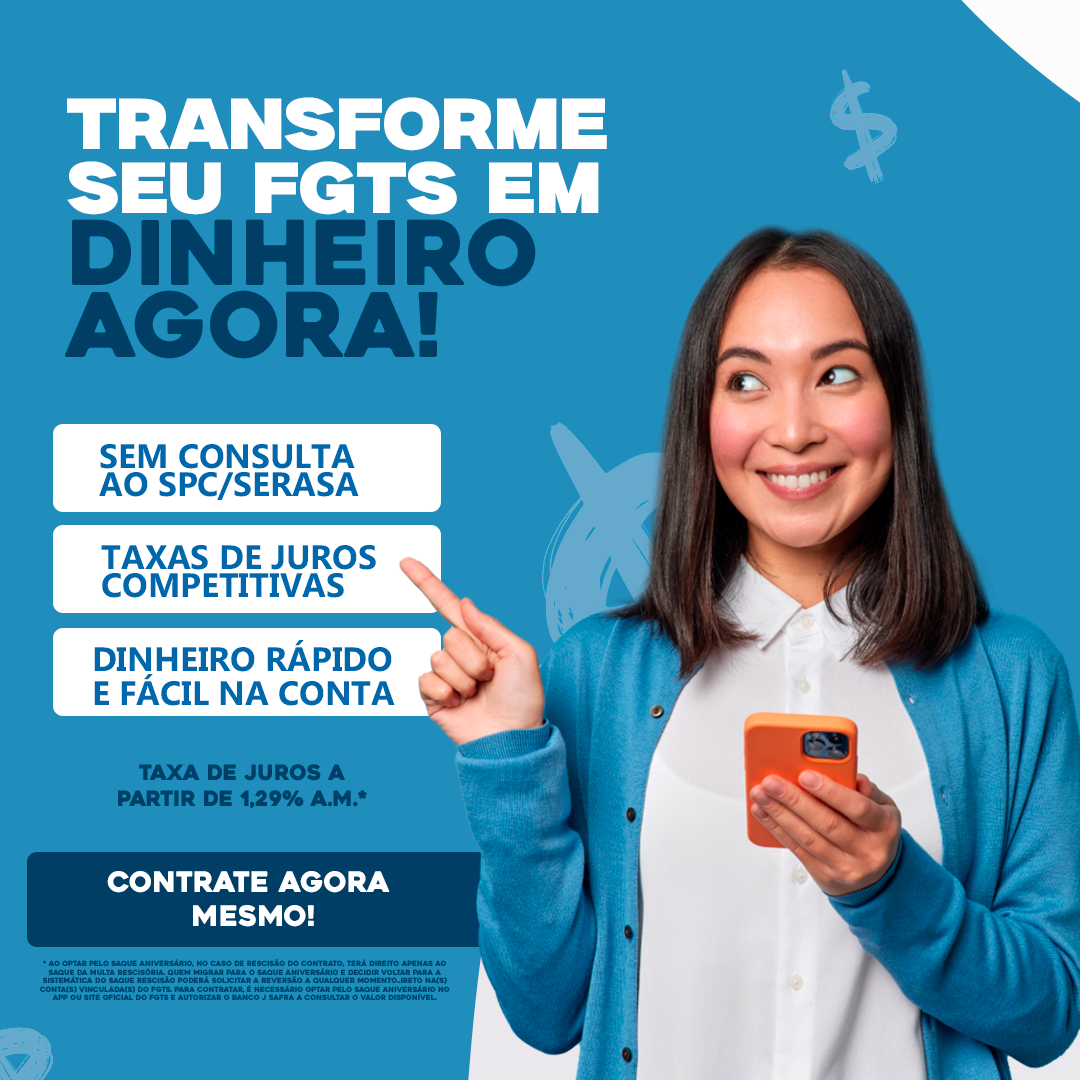 TRANSFORME
SEU FGTS EM
DINHEIRO
AGORA!
SEM CONSULTA
AO SPC/SERASA
TAXAS DE JUROS
COMPETITIVAS
DINHEIRO RÁPIDO
E FÁCIL NA CONTA
TAXA DE JUROS A
PARTIR DE 1,29% A.M.*
CONTRATE AGORA
MESMO!
* AO OPTAR PELO SAQUE ANIVERSÁRIO, NO CASO DE RESCISÃO DO CONTRATO, TERÁ DIREITO APENAS AO
SAQUE DA MULTA RESCISÓRIA. QUEM MIGRAR PARA O SAQUE ANIVERSÁRIO E DECIDIR VOLTAR PARA A
SISTEMÁTICA DO SAQUE RESCISÃO PODERÁ SOLICITAR A REVERSÃO A QUALQUER MOMENTO..IRETO NA(S)
CONTA(S) VINCULADA(S) DO FGTS. PARA CONTRATAR, É NECESSÁRIO OPTAR PELO SAQUE ANIVERSÁRIO NO
APP OU SITE OFICIAL DO FGTS E AUTORIZAR O BANCO J SAFRA A CONSULTAR O VALOR DISPONÍVEL.